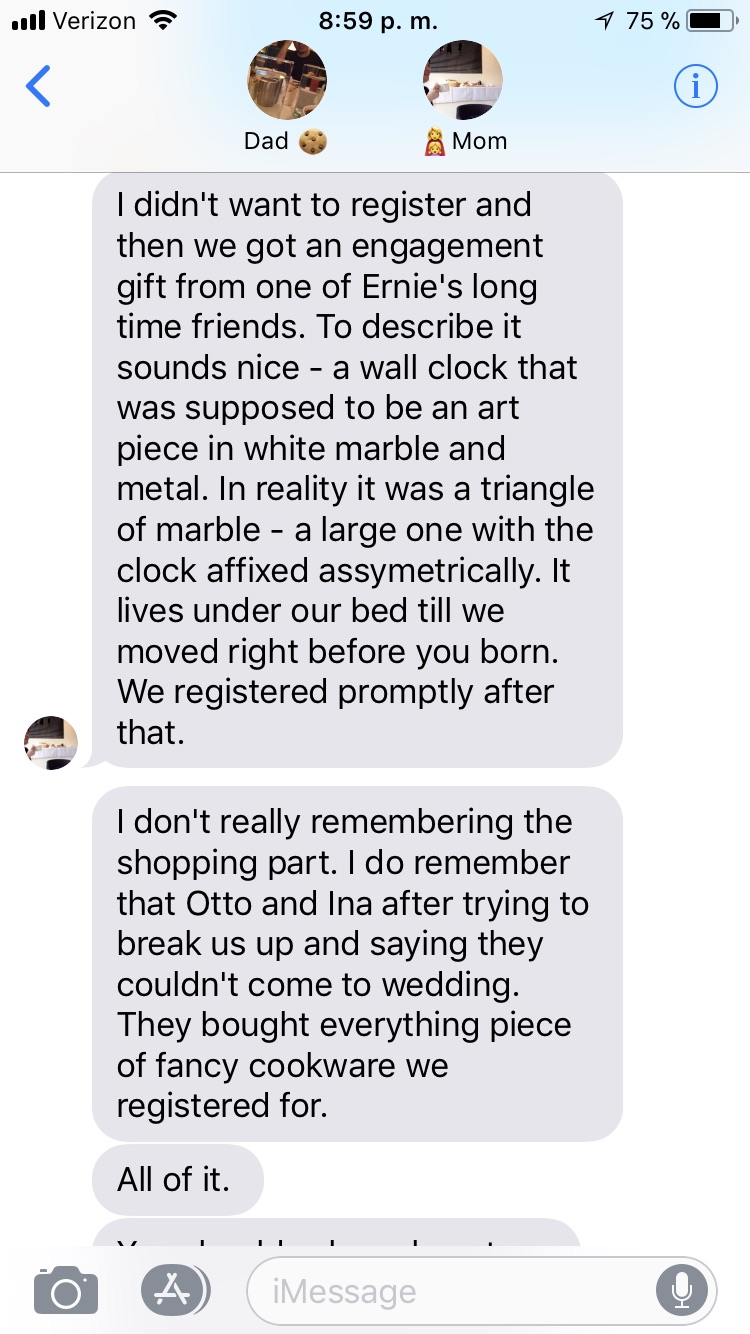 Verizon 8:59 p. m. 75 %
Dad Mom
I didn't want to register and
then we got an engagement
gift from one of Ernie's long
time friends. To describe it
sounds nice - a wall clock that
was supposed to be an art
piece in white marble and
metal. In reality it was a triangle
of marble - a large one with the
clock affixed assymetrically. It
lives under our bed till we
moved right before you born.
We registered promptly after
that.
I don't really remembering the
shopping part. I do remember
that Otto and Ina after trying to
break us up and saying they
couldn't come to wedding.
They bought everything piece
of fancy cookware we
registered for.
All of it.
iMessage